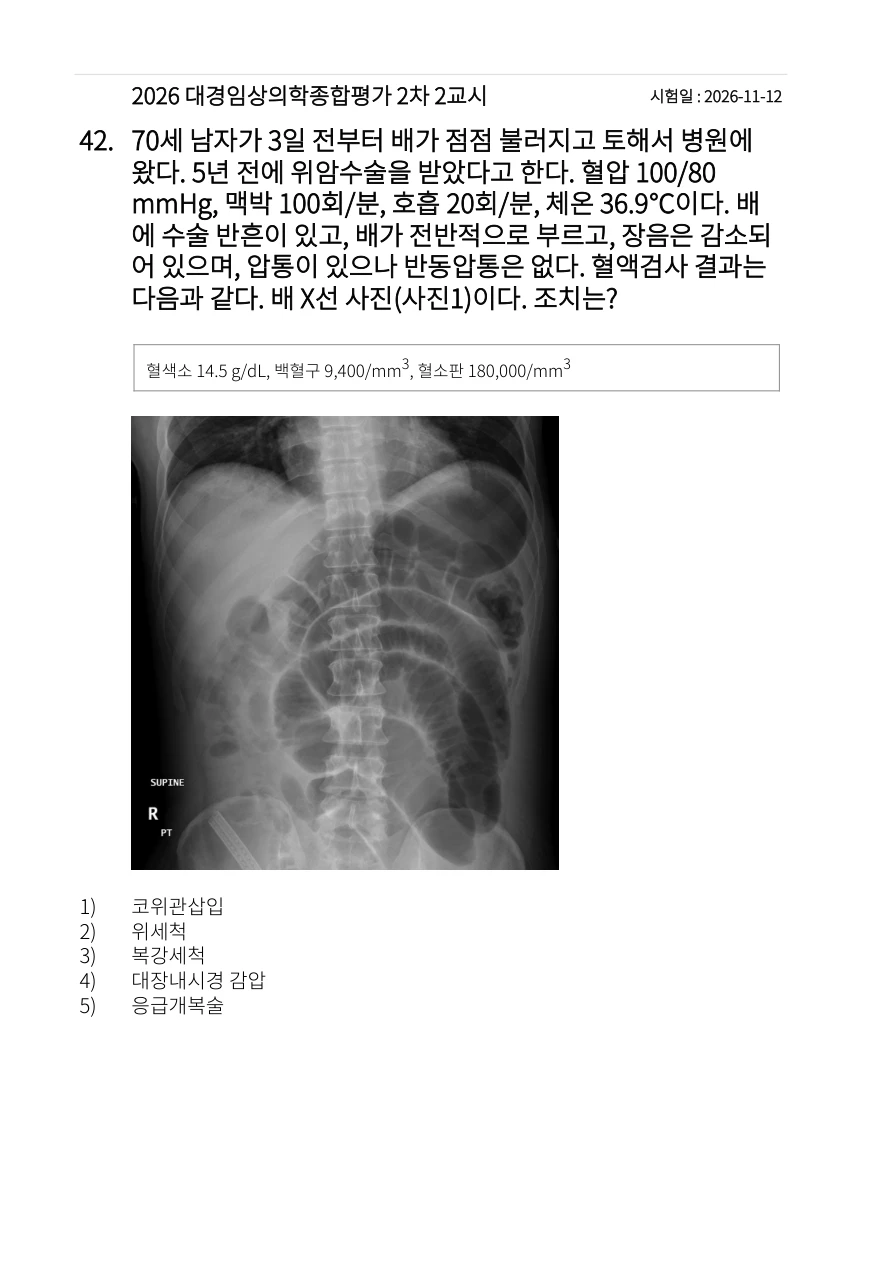 2026 대경임상의학종합평가 2차 2교시
시험일 : 2026-11-12
42. 70세 남자가 3일 전부터 배가 점점 불러지고 토해서 병원에
왔다. 5년 전에 위암수술을 받았다고 한다. 혈압 100/80
mmHg, 맥박 100회/분, 호흡 20회/분, 체온 36.9℃이다. 배
에 수술 반흔이 있고, 배가 전반적으로 부르고, 장음은 감소되
어 있으며, 압통이 있으나 반동압통은 없다. 혈액검사 결과는
다음과 같다. 배 X선 사진(사진1)이다. 조치는?
혈색소 14.5 g/dL, 백혈구 9,400/mm³, 혈소판 180,000/mm³
SUPINE
R
PT
1) 코위관삽입
2) 위세척
3) 복강세척
4) 대장내시경 감압
5) 응급개복술